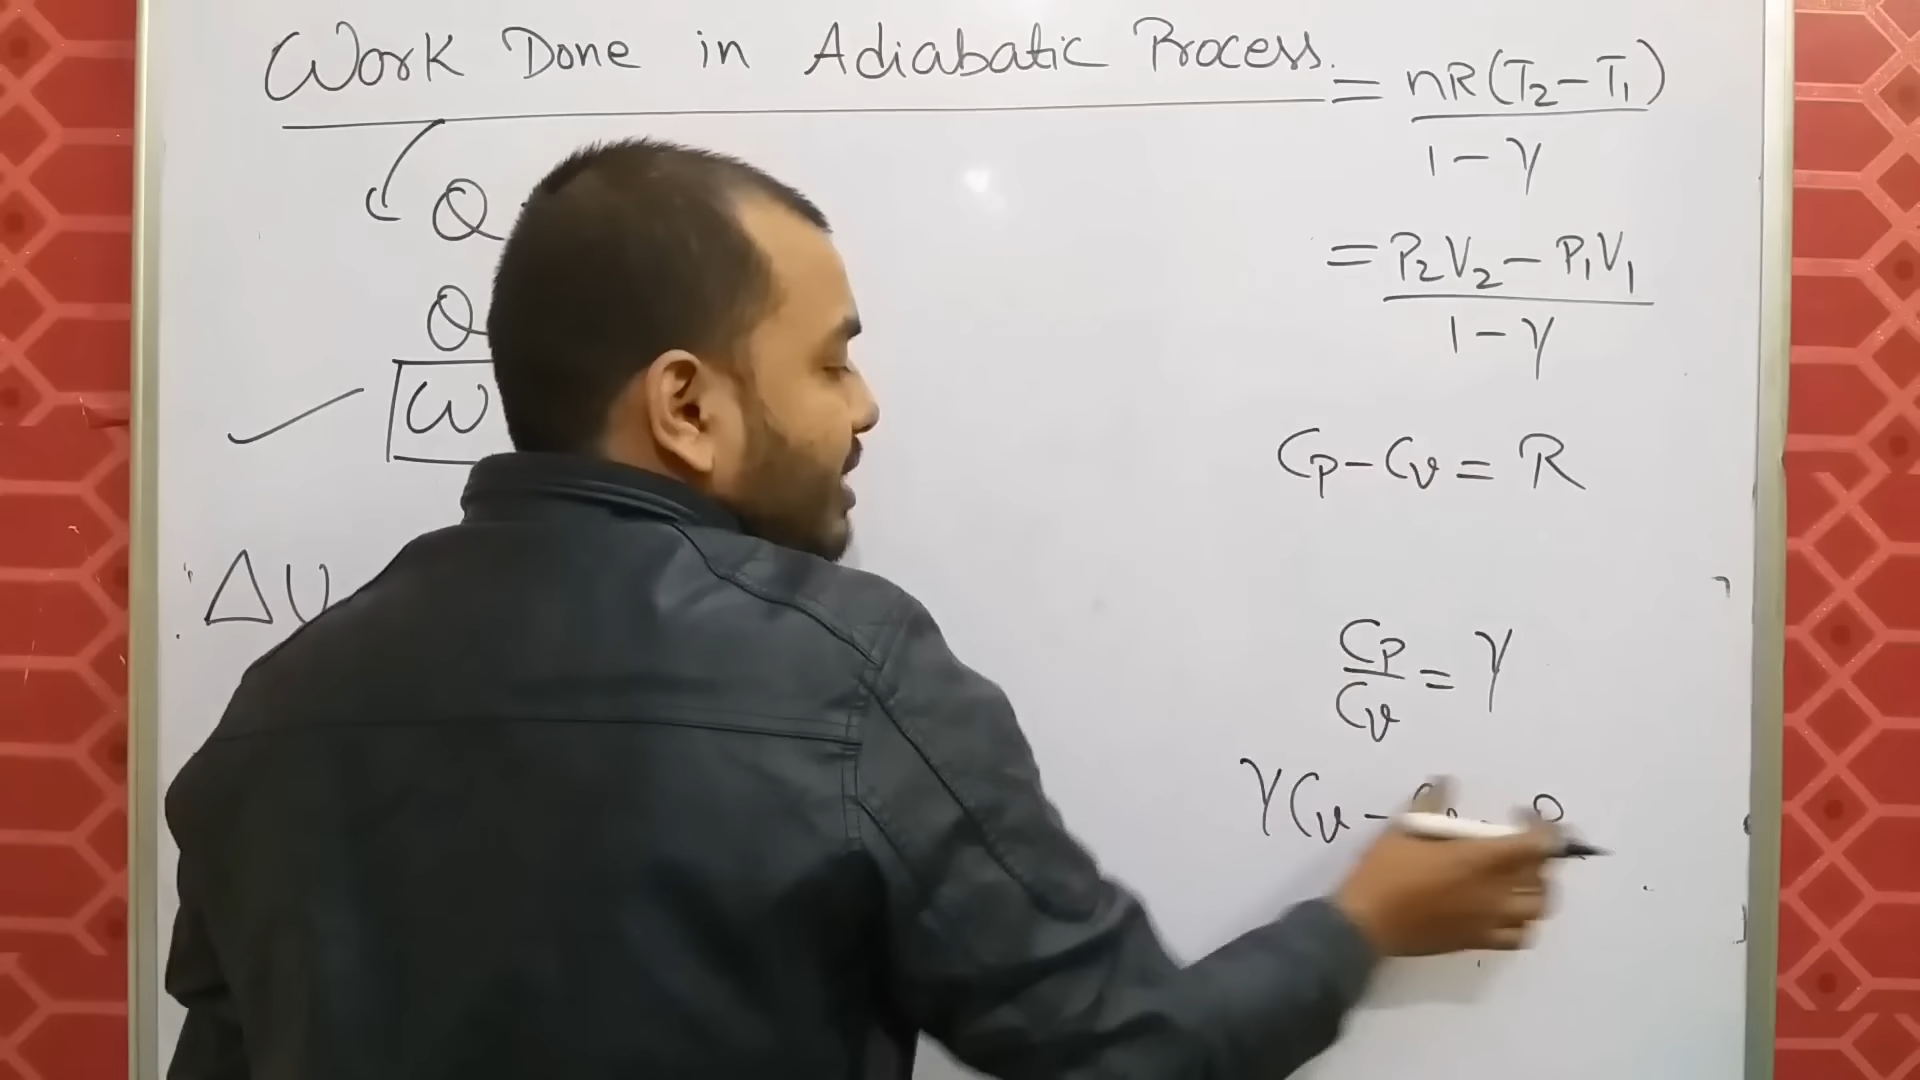 Work Done in Adiabatic Process.
= nR(T₂ - T₁)
1 - γ
Q
= P₂V₂ - P₁V₁
1 - γ
Q
W
Cp - Cv = R
ΔU
Cp
Cv = γ
γCv -